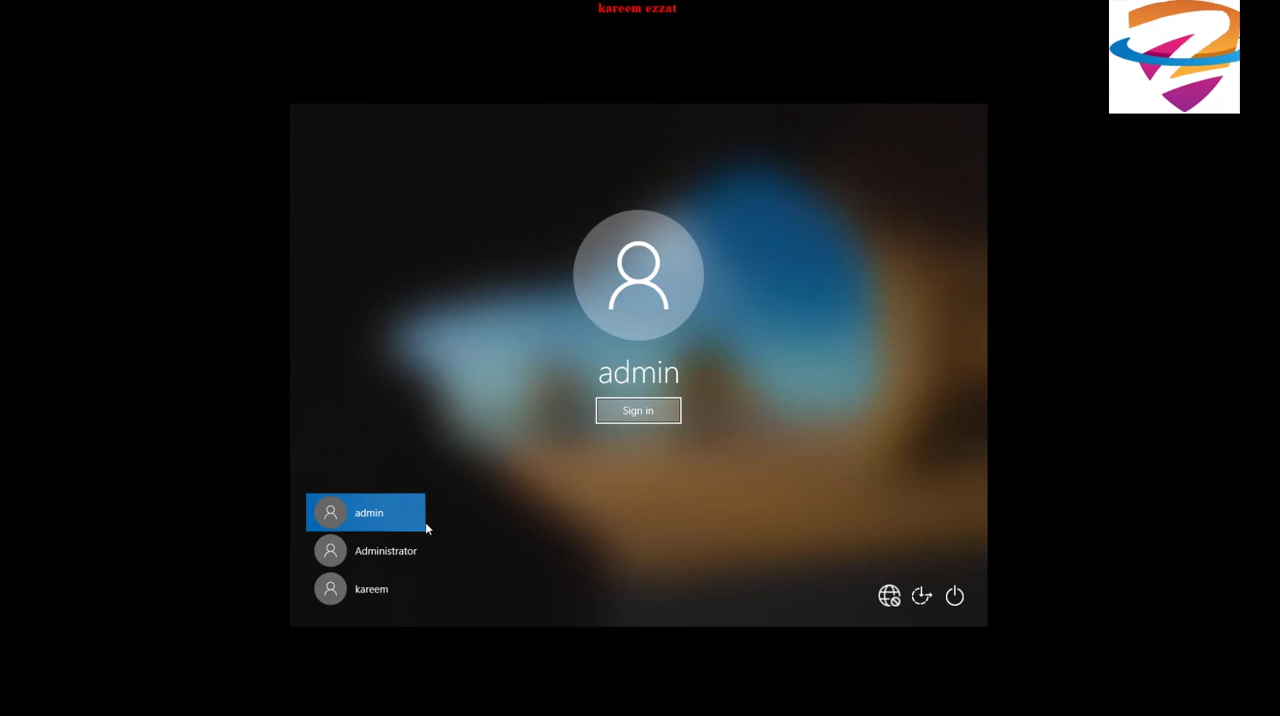 kareem ezzat
admin
Sign in
admin
Administrator
kareem